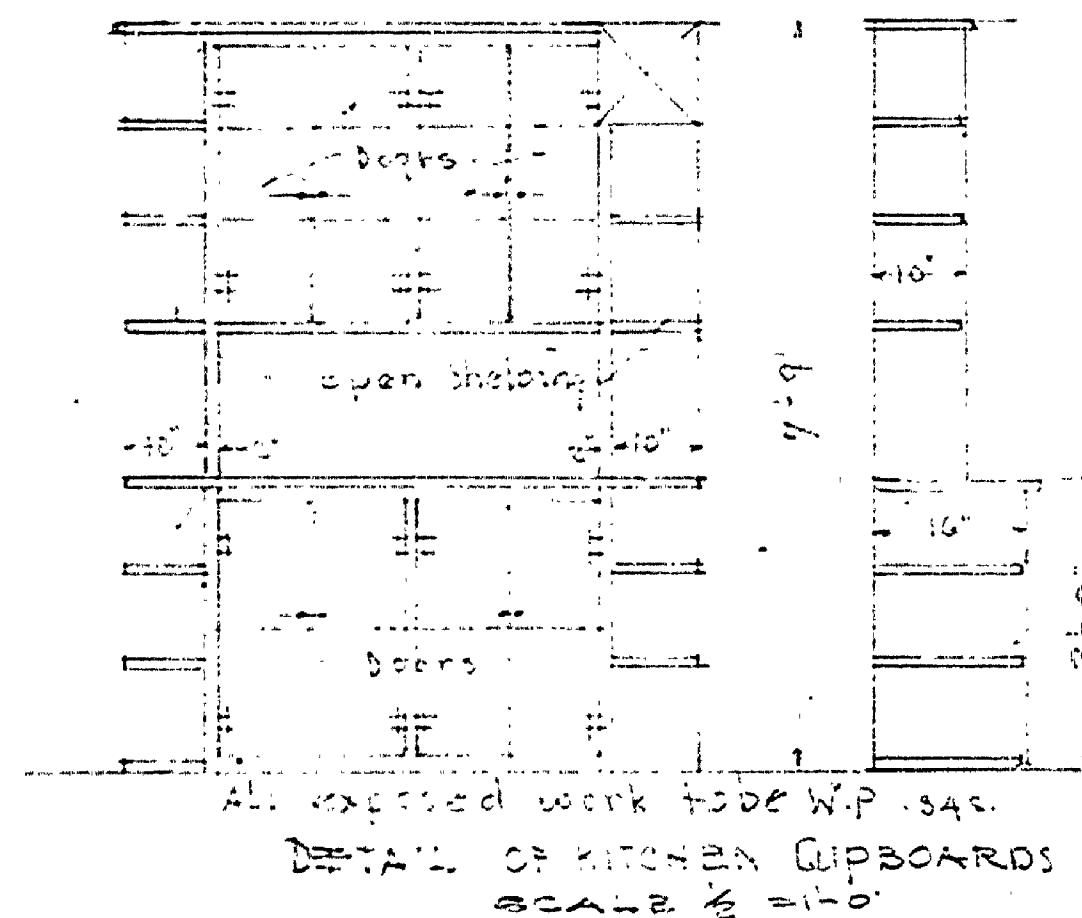 Doors
10"
open shelving
7'-9"
10"
10"
16"
Doors
All exposed work to be W.P. S4S.
DETAIL OF KITCHEN CUPBOARDS
SCALE ½ = 1'-0"